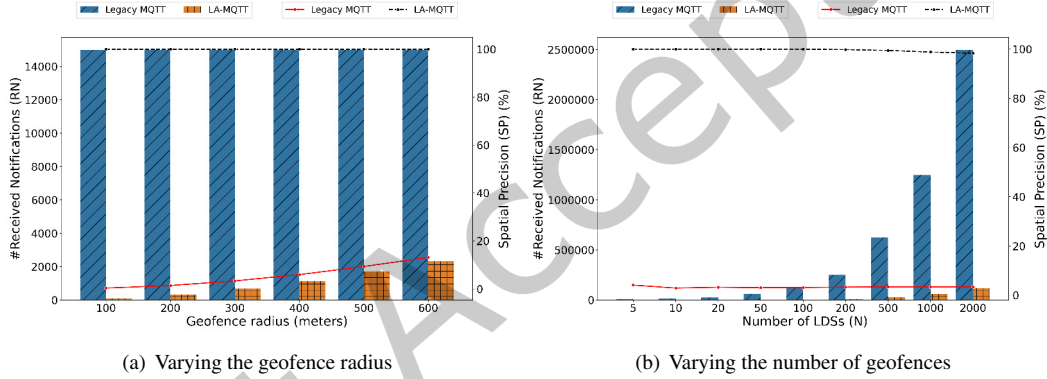 Legacy MQTT LA-MQTT Legacy MQTT LA-MQTT
#Received Notifications (RN)
14000
12000
10000
8000
6000
4000
2000
0
100
80
60
40
20
0
Spatial Precision (SP) (%)
100 200 300 400 500 600
Geofence radius (meters)
(a) Varying the geofence radius
Legacy MQTT LA-MQTT Legacy MQTT LA-MQTT
#Received Notifications (RN)
2500000
2000000
1500000
1000000
500000
0
100
80
60
40
20
0
Spatial Precision (SP) (%)
5 10 20 50 100 200 500 1000 2000
Number of LDSs (N)
(b) Varying the number of geofences